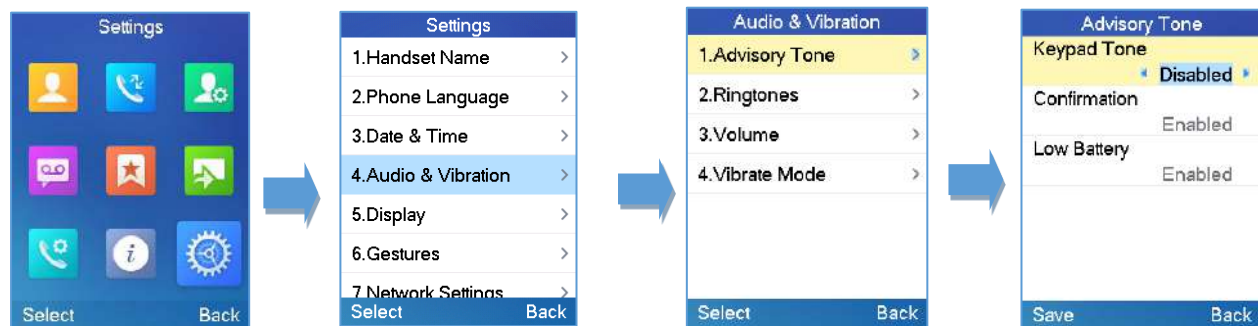 Settings
Select Back
Settings
1.Handset Name
2.Phone Language
3.Date & Time
4.Audio & Vibration
5.Display
6.Gestures
7.Network Settings
Select Back
Audio & Vibration
1.Advisory Tone
2.Ringtones
3.Volume
4.Vibrate Mode
Select Back
Advisory Tone
Keypad Tone
Disabled
Confirmation
Enabled
Low Battery
Enabled
Save Back